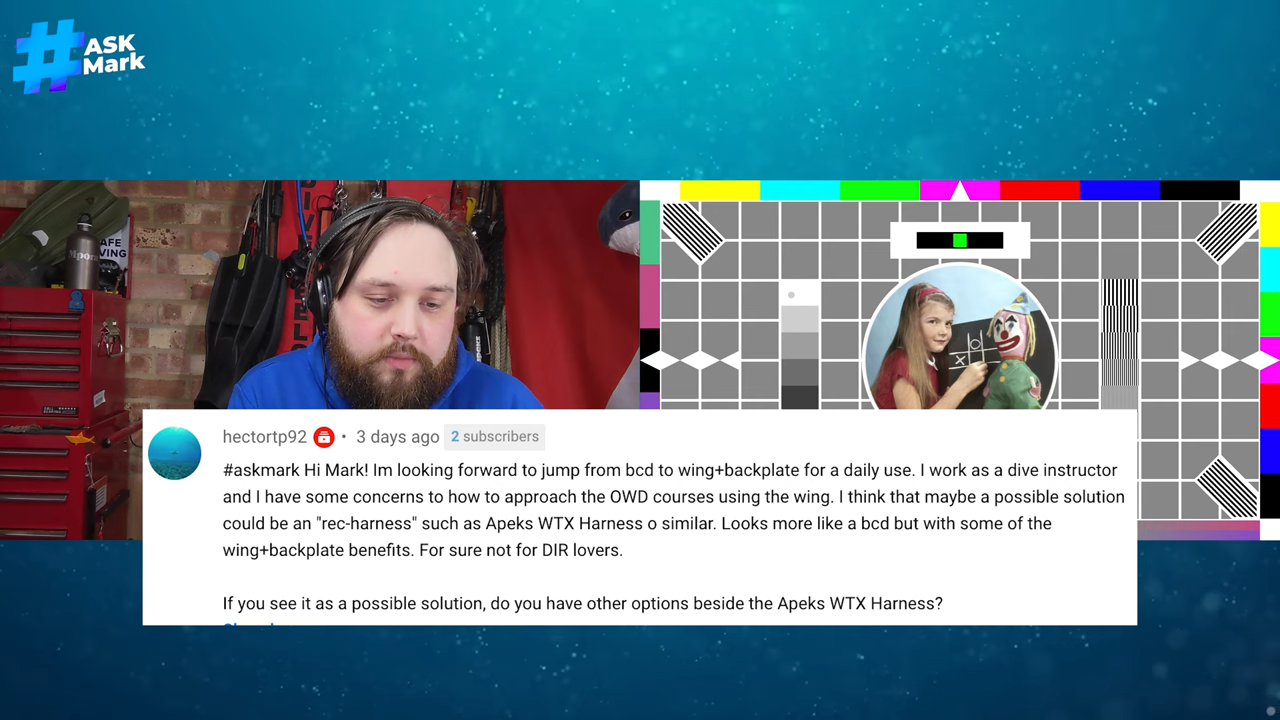 #ASK
Mark
AFE
VING
hectortp92 • 3 days ago 2 subscribers
#askmark Hi Mark! Im looking forward to jump from bcd to wing+backplate for a daily use. I work as a dive instructor
and I have some concerns to how to approach the OWD courses using the wing. I think that maybe a possible solution
could be an "rec-harness" such as Apeks WTX Harness o similar. Looks more like a bcd but with some of the
wing+backplate benefits. For sure not for DIR lovers.
If you see it as a possible solution, do you have other options beside the Apeks WTX Harness?